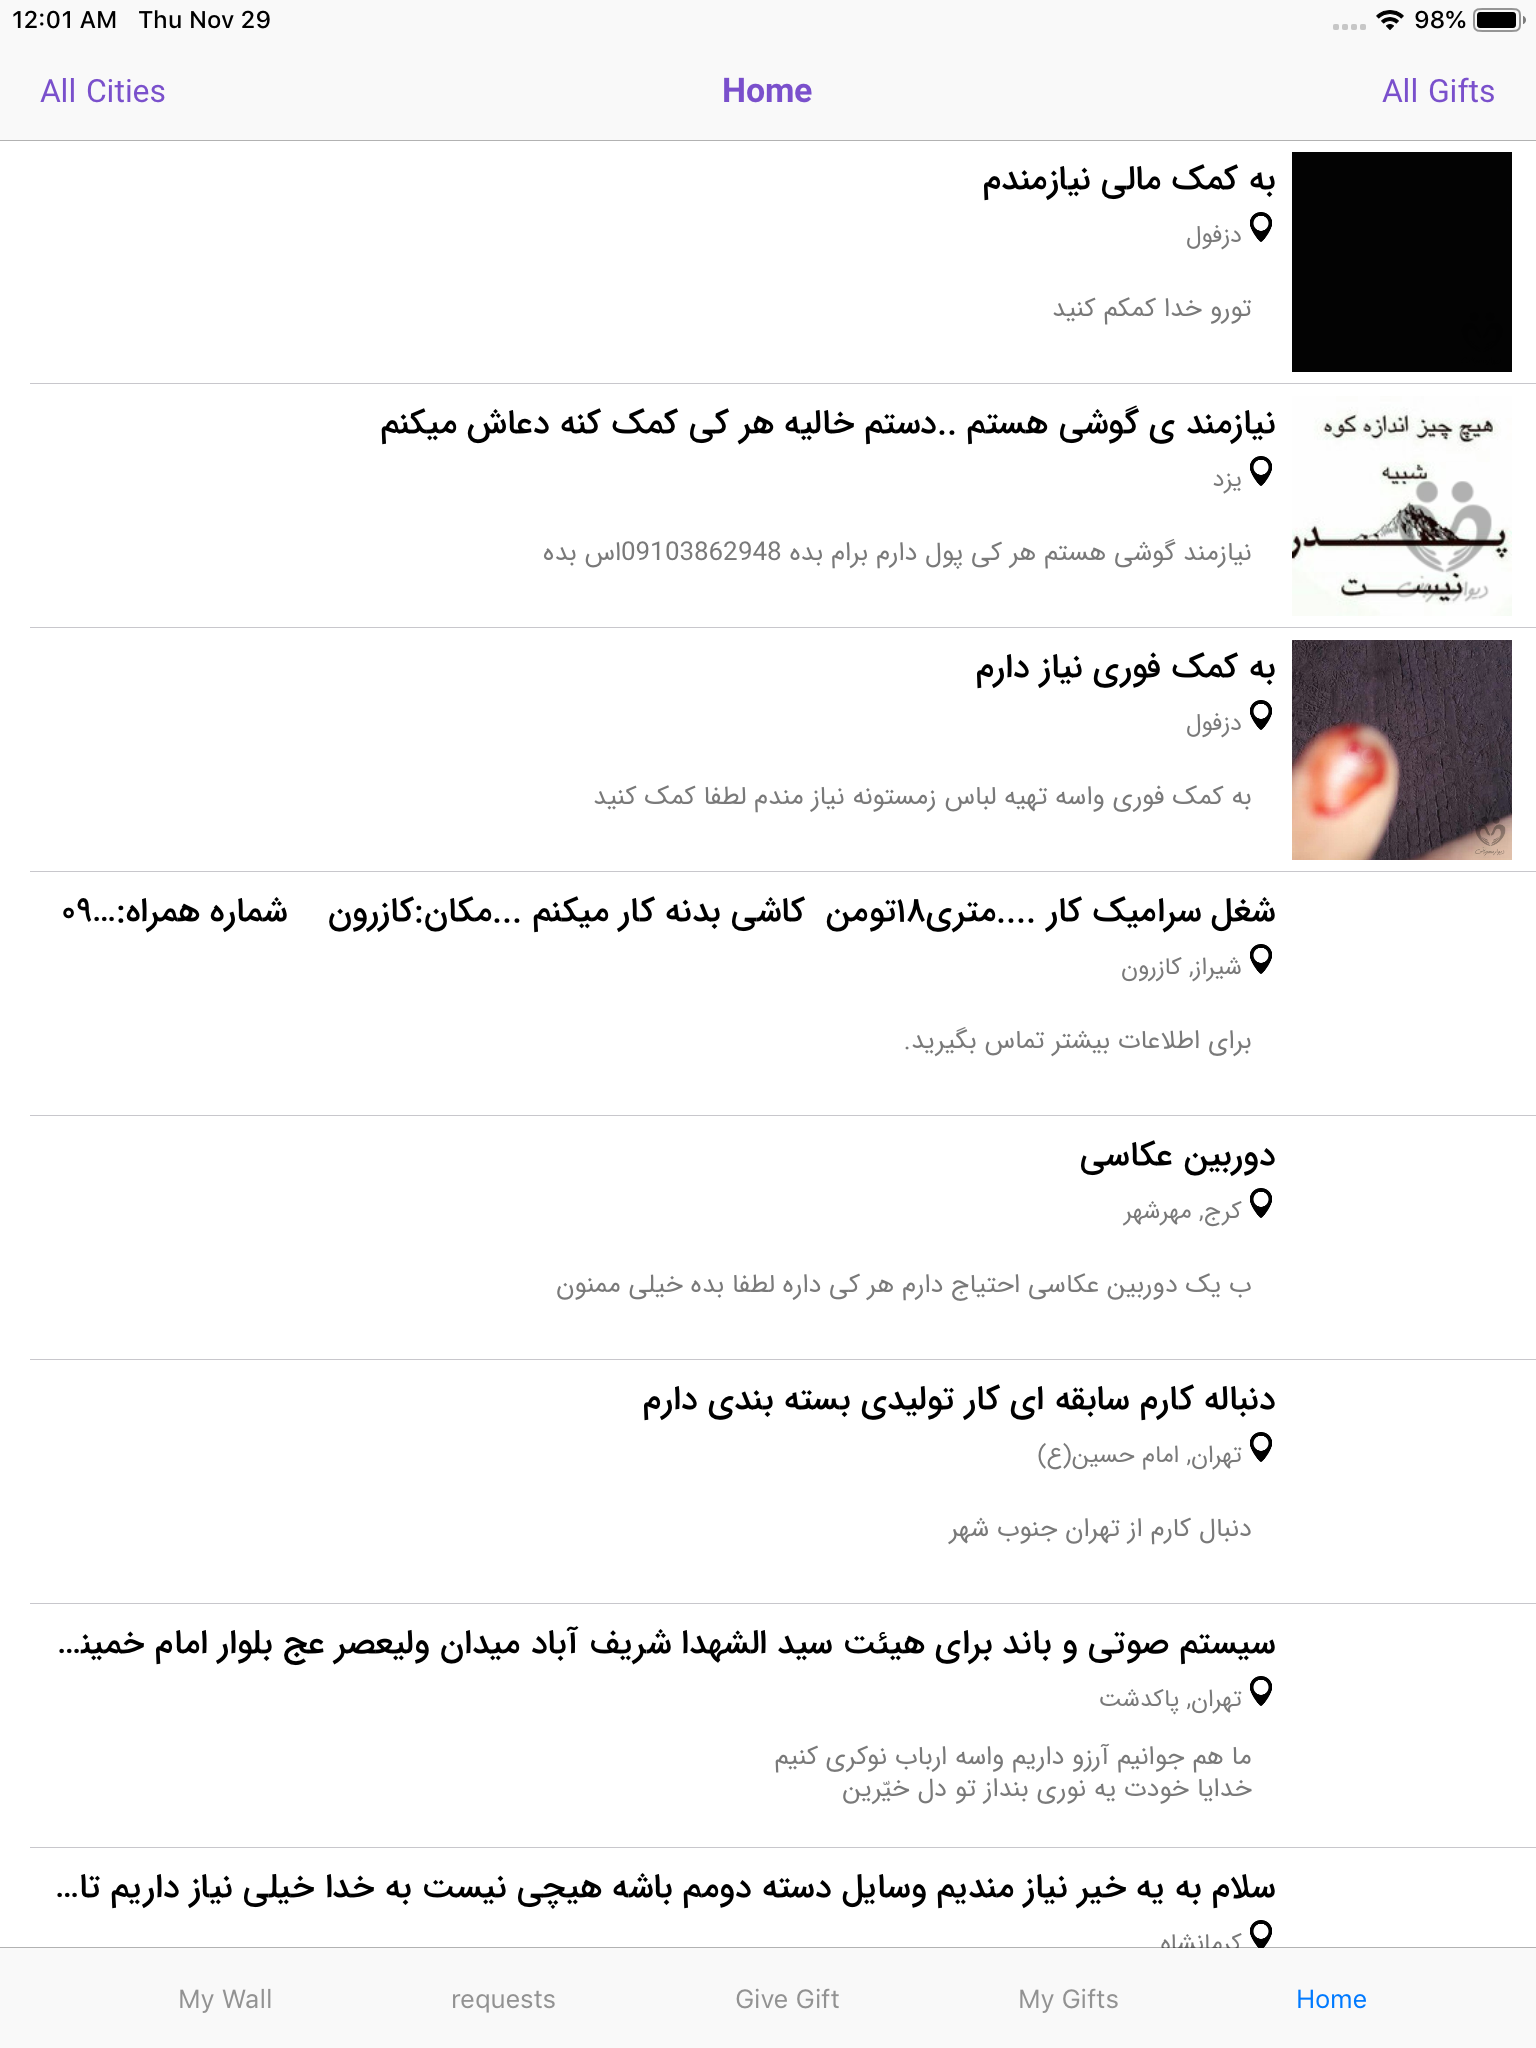 12:01 AM Thu Nov 29
98%
All Cities
Home
All Gifts
به کمک مالی نیازمندم
دزفول
تورو خدا کمکم کنید
نیازمند ی گوشی هستم ..دستم خالیه هر کی کمک کنه دعاش میکنم
یزد
نیازمند گوشی هستم هر کی پول دارم برام بده 09103862948اس بده
هیچ چیز اندازه کوه
شبیه
پدر
نیست
به کمک فوری نیاز دارم
دزفول
به کمک فوری واسه تهیه لباس زمستونه نیاز مندم لطفا کمک کنید
شغل سرامیک کار ....متری۱۸تومن کاشی بدنه کار میکنم ...مکان:کازرون شماره همراه:...۰۹
شیراز, کازرون
برای اطلاعات بیشتر تماس بگیرید.
دوربین عکاسی
کرج, مهرشهر
ب یک دوربین عکاسی احتیاج دارم هر کی داره لطفا بده خیلی ممنون
دنباله کارم سابقه ای کار تولیدی بسته بندی دارم
تهران, امام حسین(ع)
دنبال کارم از تهران جنوب شهر
سیستم صوتی و باند برای هیئت سید الشهدا شریف آباد میدان ولیعصر عج بلوار امام خمینـ...
تهران, پاکدشت
ما هم جوانیم آرزو داریم واسه ارباب نوکری کنیم
خدایا خودت یه نوری بنداز تو دل خیّرین
سلام به یه خیر نیاز مندیم وسایل دسته دومم باشه هیچی نیست به خدا خیلی نیاز داریم تا...
کرمانشاه
My Wall
requests
Give Gift
My Gifts
Home